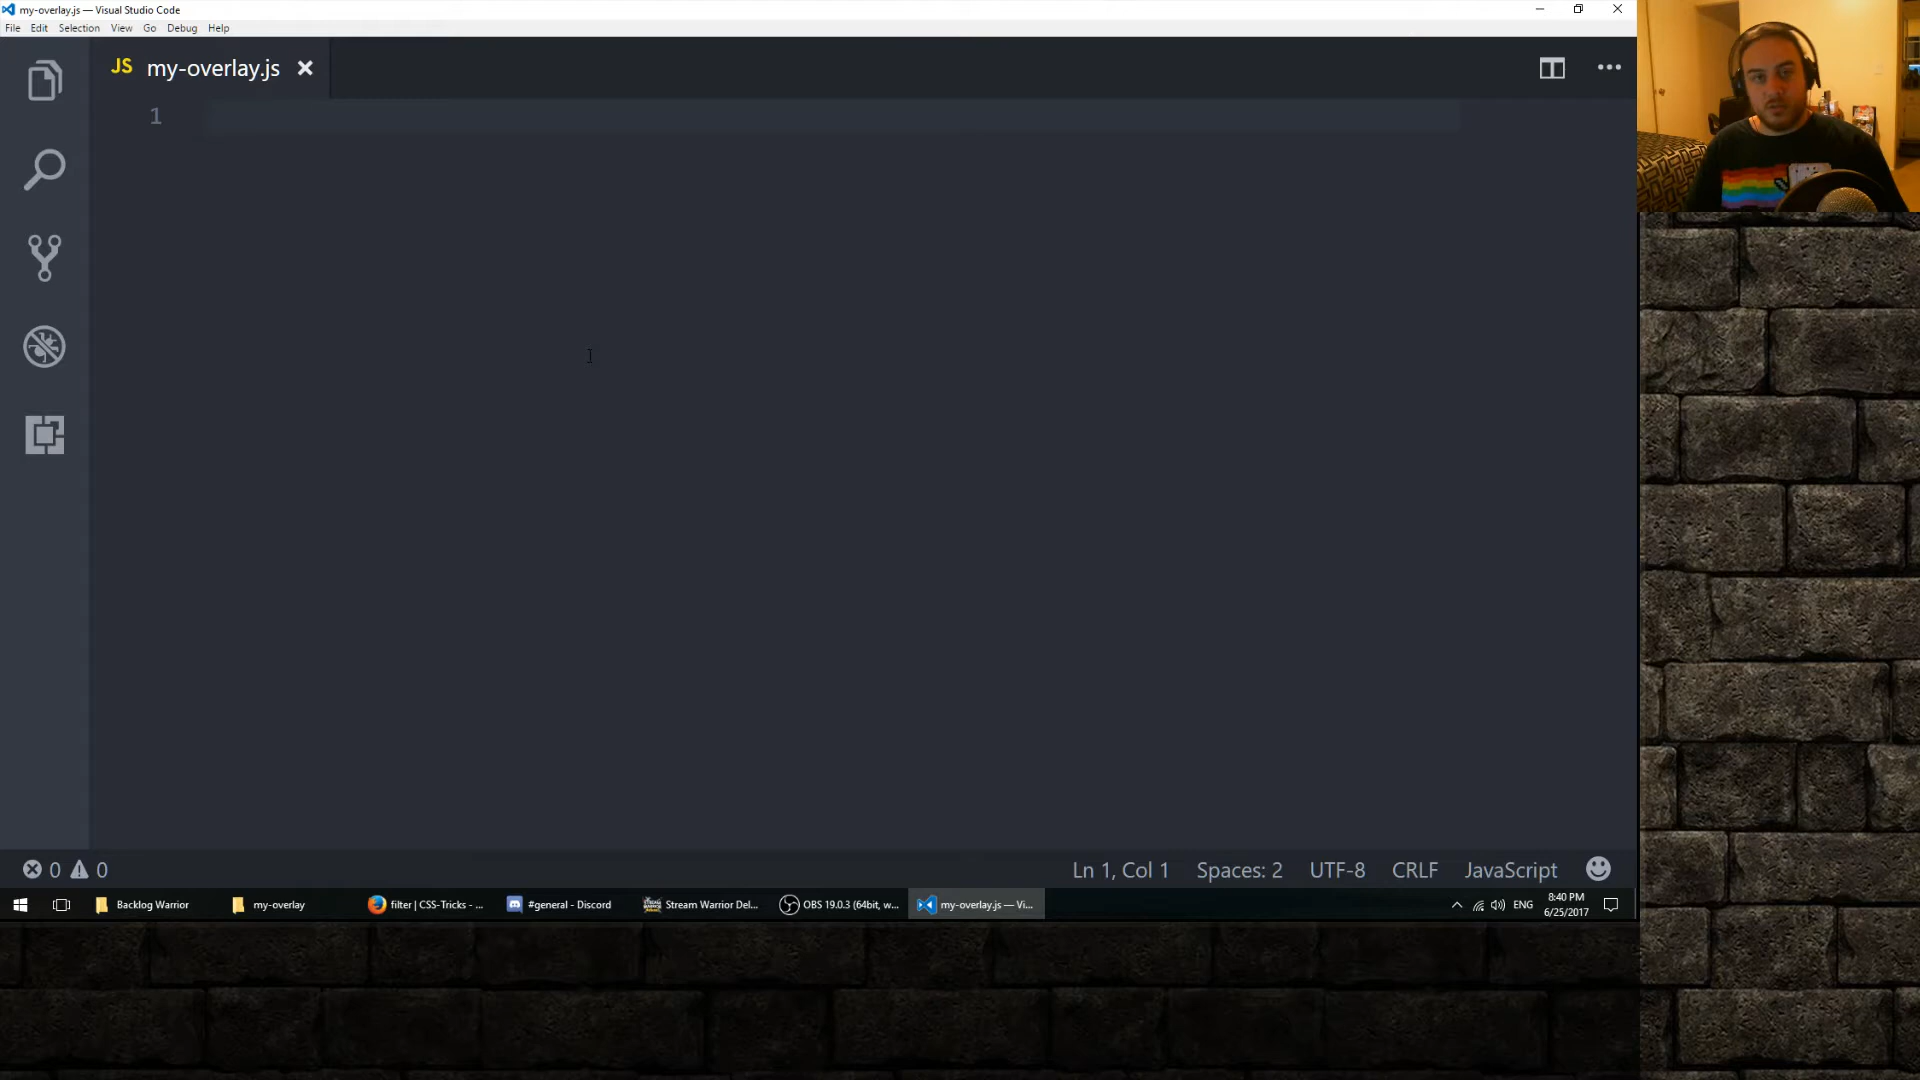 my-overlay.js — Visual Studio Code
File Edit Selection View Go Debug Help
JS my-overlay.js
1
0 0 Ln 1, Col 1 Spaces: 2 UTF-8 CRLF JavaScript
Backlog Warrior my-overlay filter | CSS-Tricks - ... #general - Discord Stream Warrior Del... OBS 19.0.3 (64bit, w... my-overlay.js — Vi... ENG 8:40 PM
6/25/2017